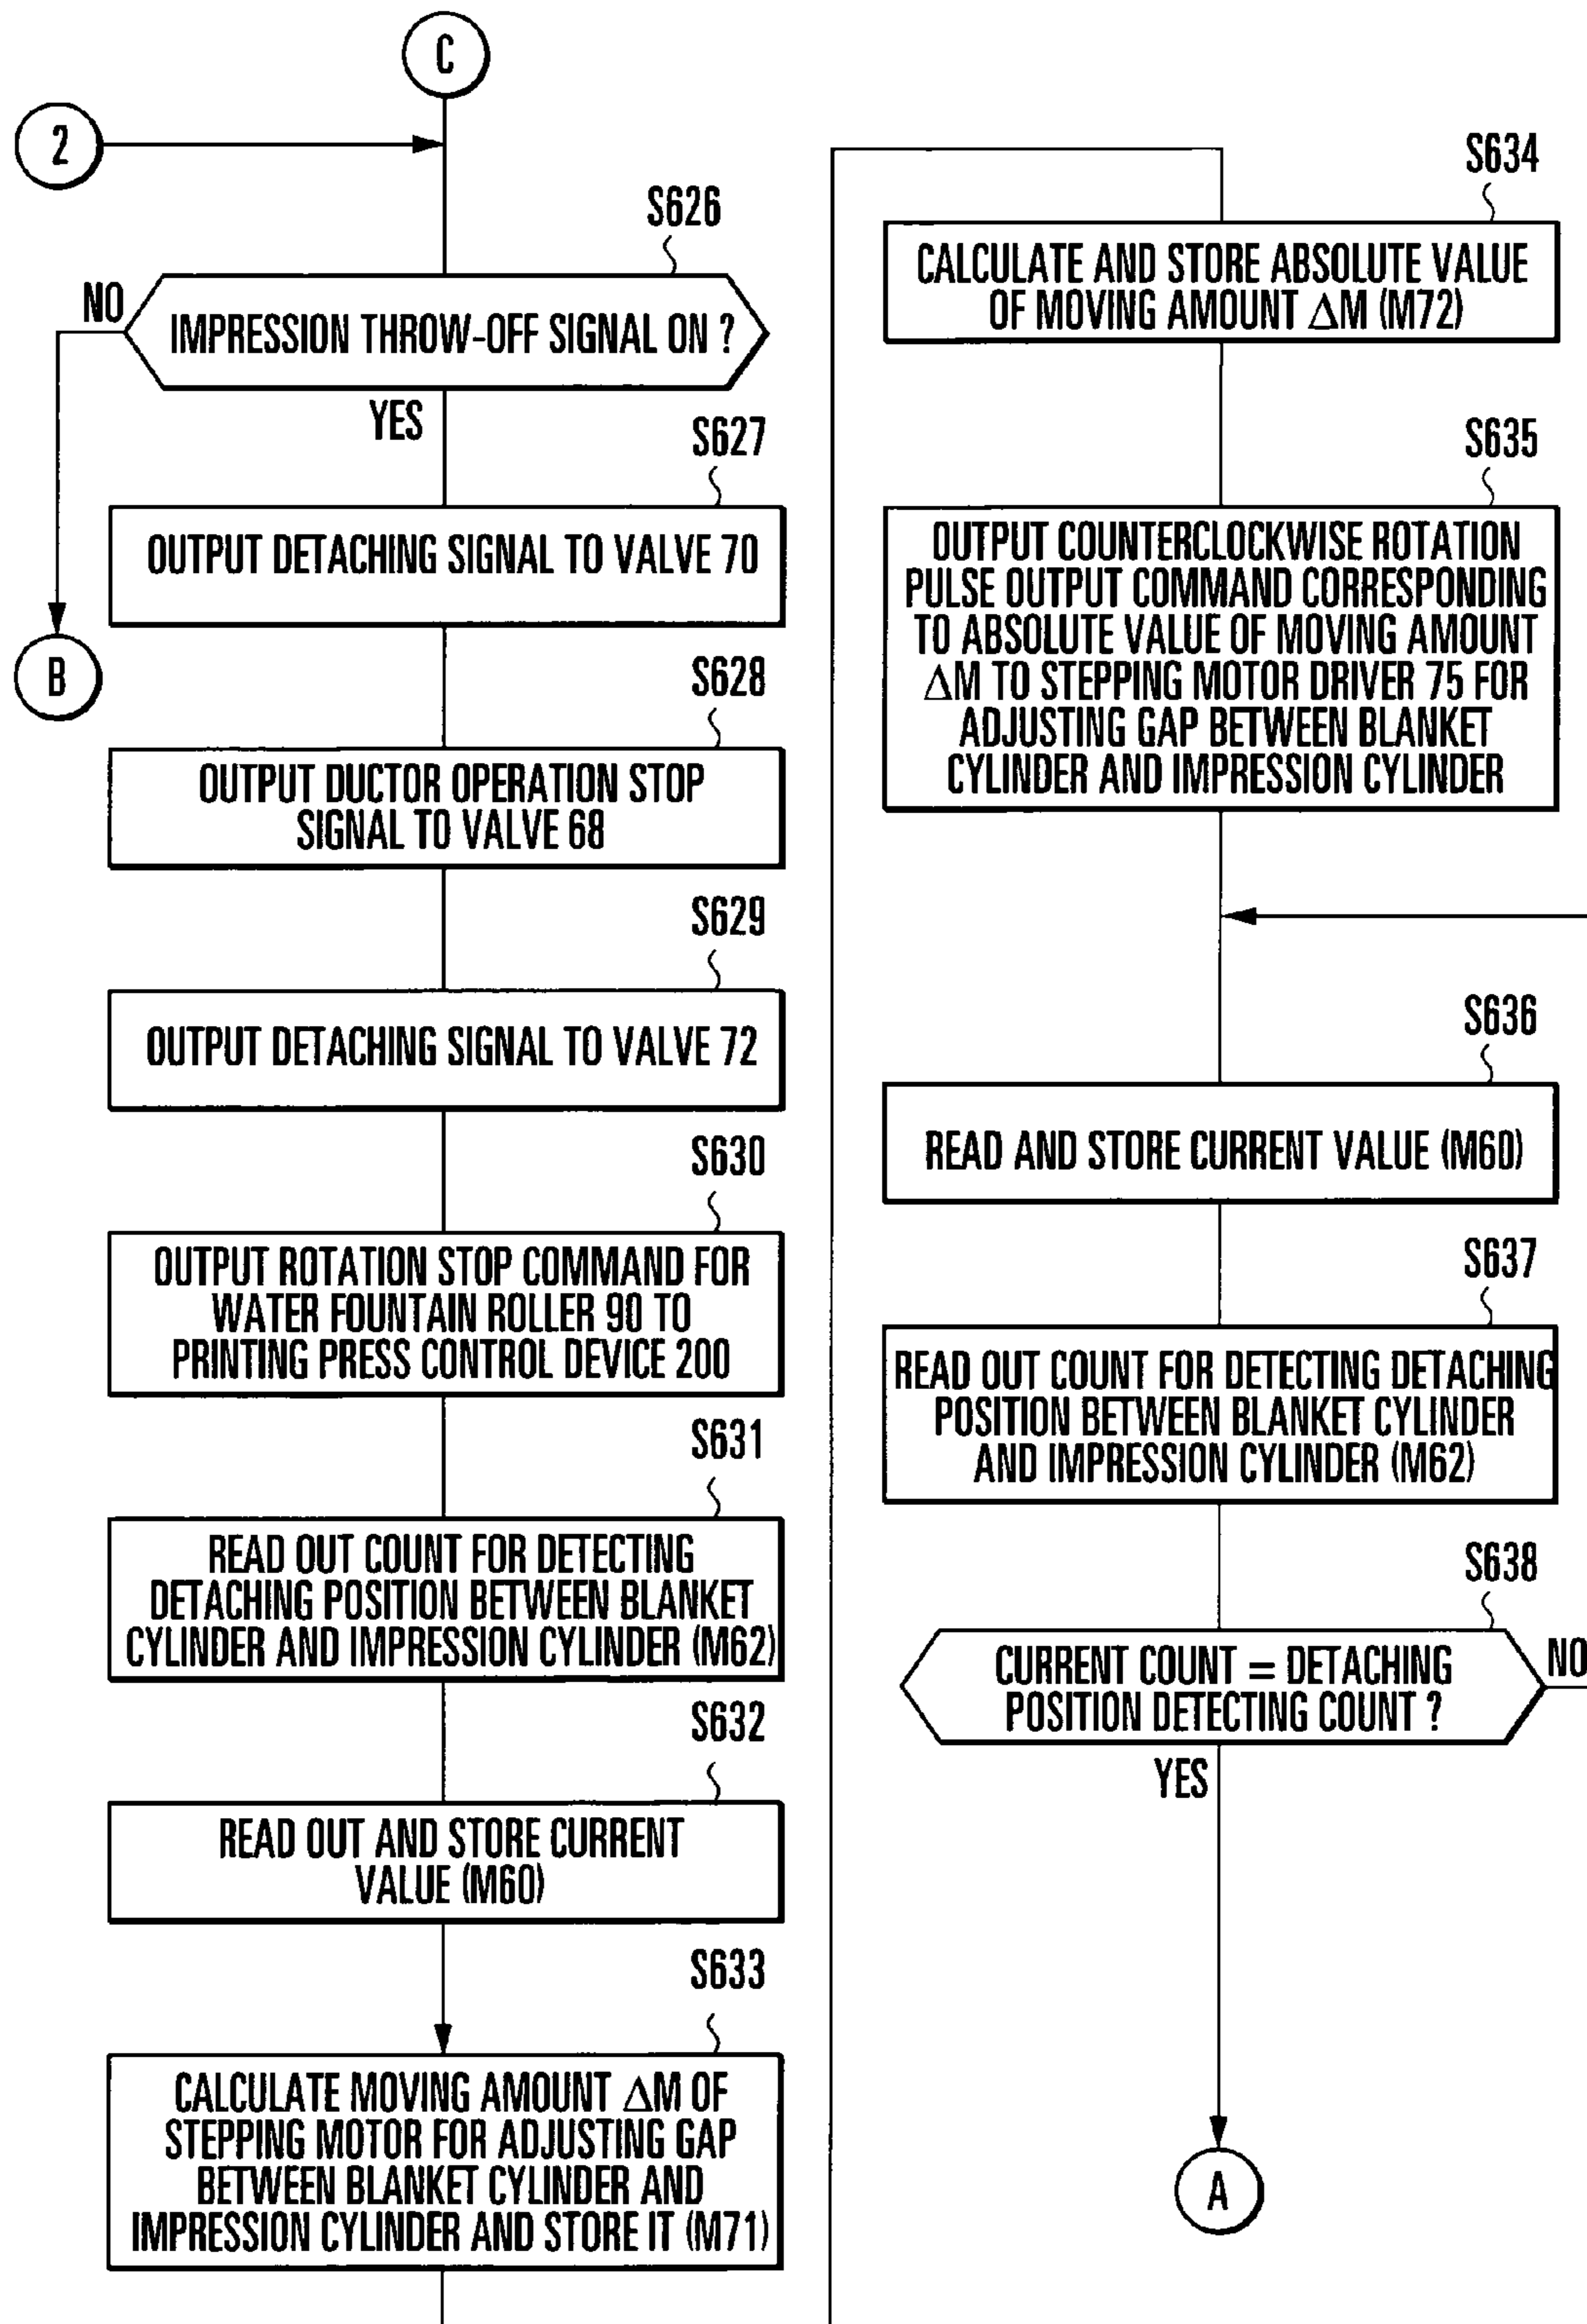 C
2
S626
NO
IMPRESSION THROW-OFF SIGNAL ON ?
YES
S627
OUTPUT DETACHING SIGNAL TO VALVE 70
B
S628
OUTPUT DUCTOR OPERATION STOP
SIGNAL TO VALVE 68
S629
OUTPUT DETACHING SIGNAL TO VALVE 72
S630
OUTPUT ROTATION STOP COMMAND FOR
WATER FOUNTAIN ROLLER 90 TO
PRINTING PRESS CONTROL DEVICE 200
S631
READ OUT COUNT FOR DETECTING
DETACHING POSITION BETWEEN BLANKET
CYLINDER AND IMPRESSION CYLINDER (M62)
S632
READ OUT AND STORE CURRENT
VALUE (M60)
S633
CALCULATE MOVING AMOUNT ΔM OF
STEPPING MOTOR FOR ADJUSTING GAP
BETWEEN BLANKET CYLINDER AND
IMPRESSION CYLINDER AND STORE IT (M71)
S634
CALCULATE AND STORE ABSOLUTE VALUE
OF MOVING AMOUNT ΔM (M72)
S635
OUTPUT COUNTERCLOCKWISE ROTATION
PULSE OUTPUT COMMAND CORRESPONDING
TO ABSOLUTE VALUE OF MOVING AMOUNT
ΔM TO STEPPING MOTOR DRIVER 75 FOR
ADJUSTING GAP BETWEEN BLANKET
CYLINDER AND IMPRESSION CYLINDER
S636
READ AND STORE CURRENT VALUE (M60)
S637
READ OUT COUNT FOR DETECTING DETACHING
POSITION BETWEEN BLANKET CYLINDER
AND IMPRESSION CYLINDER (M62)
S638
CURRENT COUNT = DETACHING
POSITION DETECTING COUNT ?
NO
YES
A